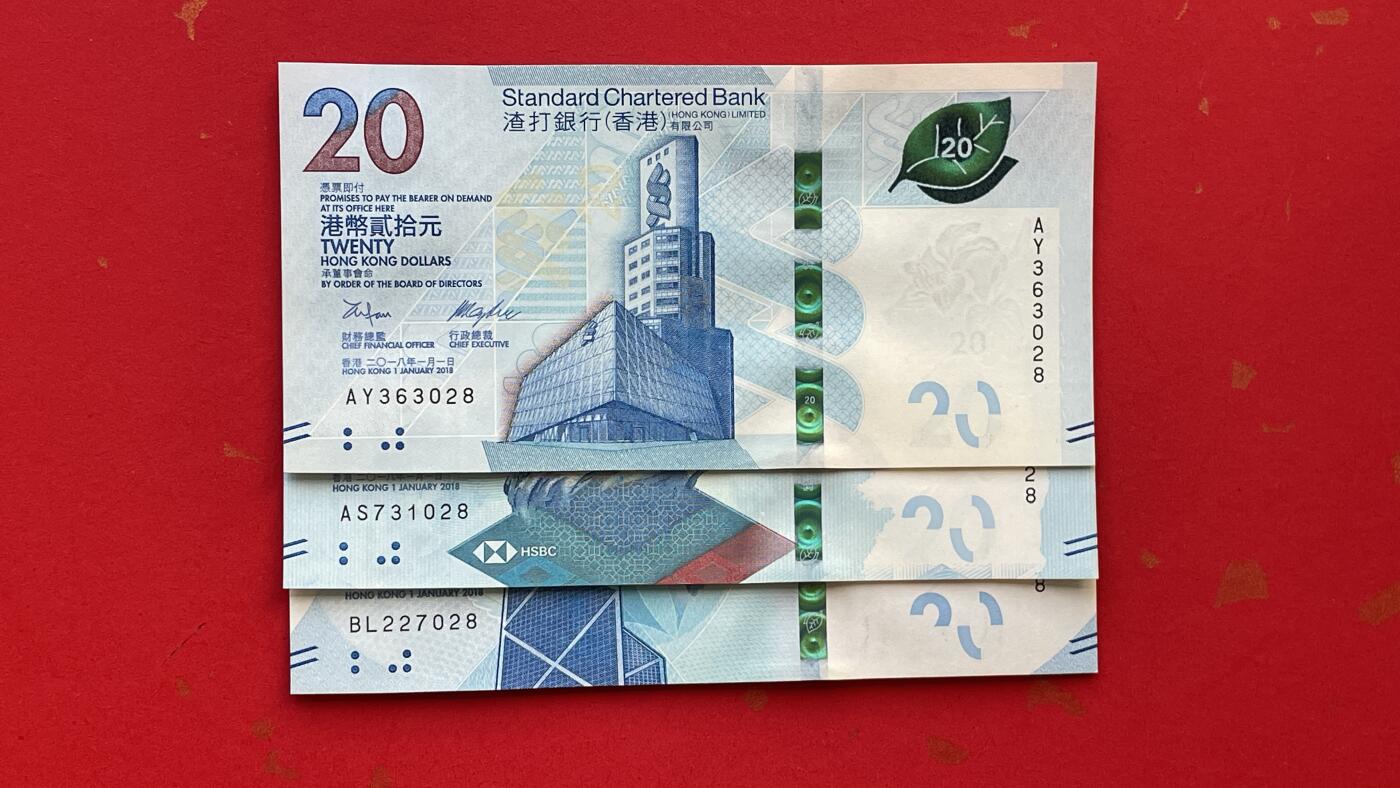 20
Standard Chartered Bank
(HONG KONG) LIMITED
渣打銀行(香港)有限公司
20
憑票即付
PROMISES TO PAY THE BEARER ON DEMAND
AT ITS OFFICE HERE
港幣貳拾元
TWENTY
HONG KONG DOLLARS
承董事會命
BY ORDER OF THE BOARD OF DIRECTORS
財務總監 行政總裁
CHIEF FINANCIAL OFFICER CHIEF EXECUTIVE
香港 二〇一八年一月一日
HONG KONG 1 JANUARY 2018
AY363028
AY363028
20
20
20
HONG KONG 1 JANUARY 2018
AS731028
HSBC
28
20
HONG KONG 1 JANUARY 2018
BL227028
8
20